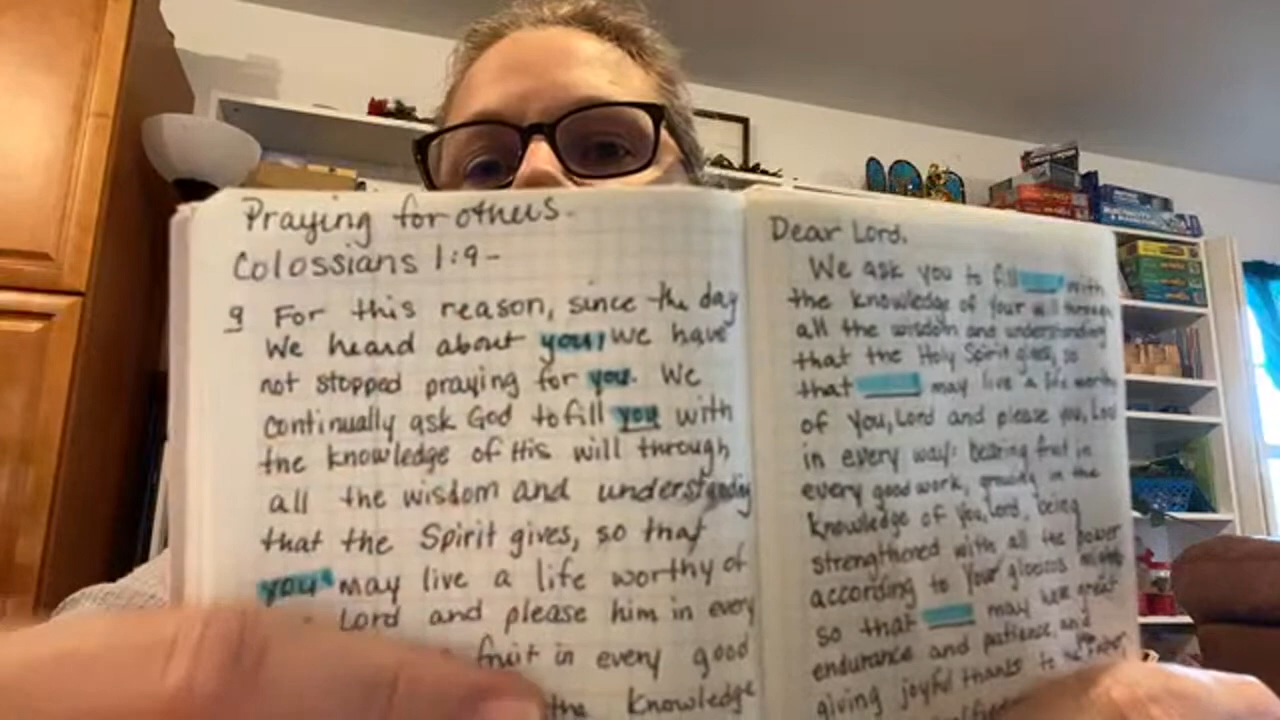 Praying for others.
Colossians 1:9-
9 For this reason, since the day
we heard about you, we have
not stopped praying for you. We
continually ask God to fill you with
the knowledge of His will through
all the wisdom and understanding
that the Spirit gives, so that
you may live a life worthy of
Lord and please him in every
fruit in every good
the knowledge
Dear Lord,
We ask you to fill with
the knowledge of Your will through
all the wisdom and understanding
that the Holy Spirit gives, so
that may live a life worthy
of You, Lord and please you, Lord
in every way: bearing fruit in
every good work, growing in the
knowledge of you, Lord, being
strengthened with all the power
according to Your glorious might
so that may have great
endurance and patience, and
giving joyful thanks to